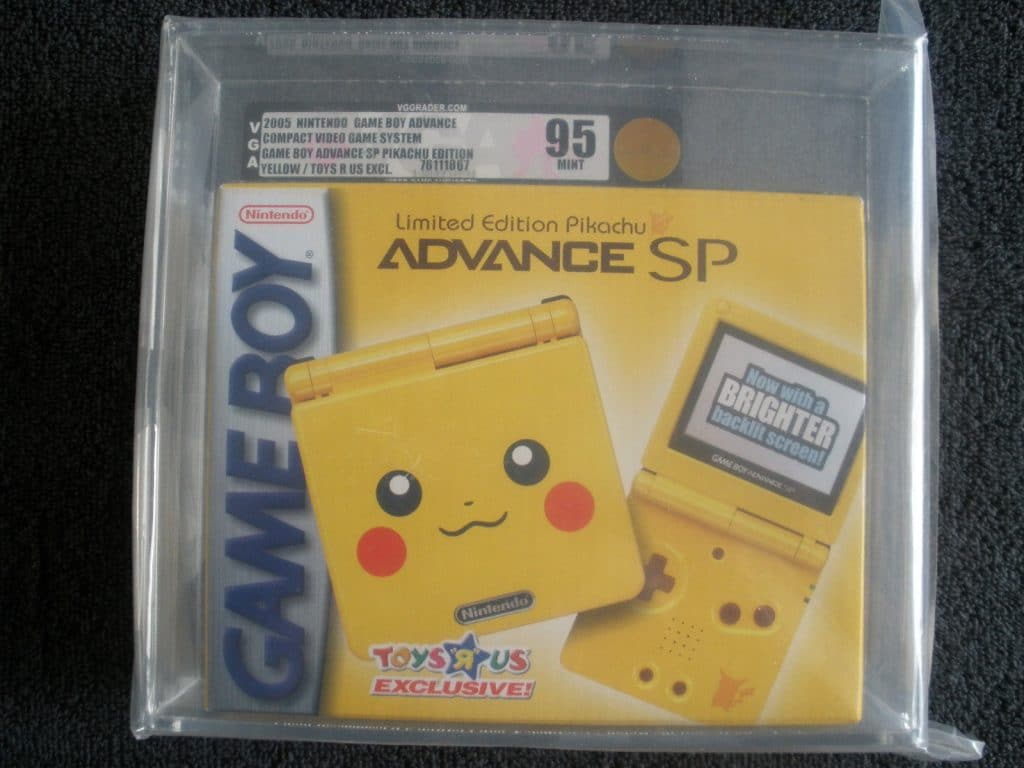 VGGRADER.COM
VGA
2005 NINTENDO GAME BOY ADVANCE
COMPACT VIDEO GAME SYSTEM
GAME BOY ADVANCE SP PIKACHU EDITION
YELLOW / TOYS R US EXCL. 76111867
95
MINT
Nintendo®
GAME BOY®
Limited Edition Pikachu
ADVANCE SP
Now with a
BRIGHTER
backlit screen!
GAME BOY ADVANCE SP
Nintendo®
TOYS"R"US
EXCLUSIVE!